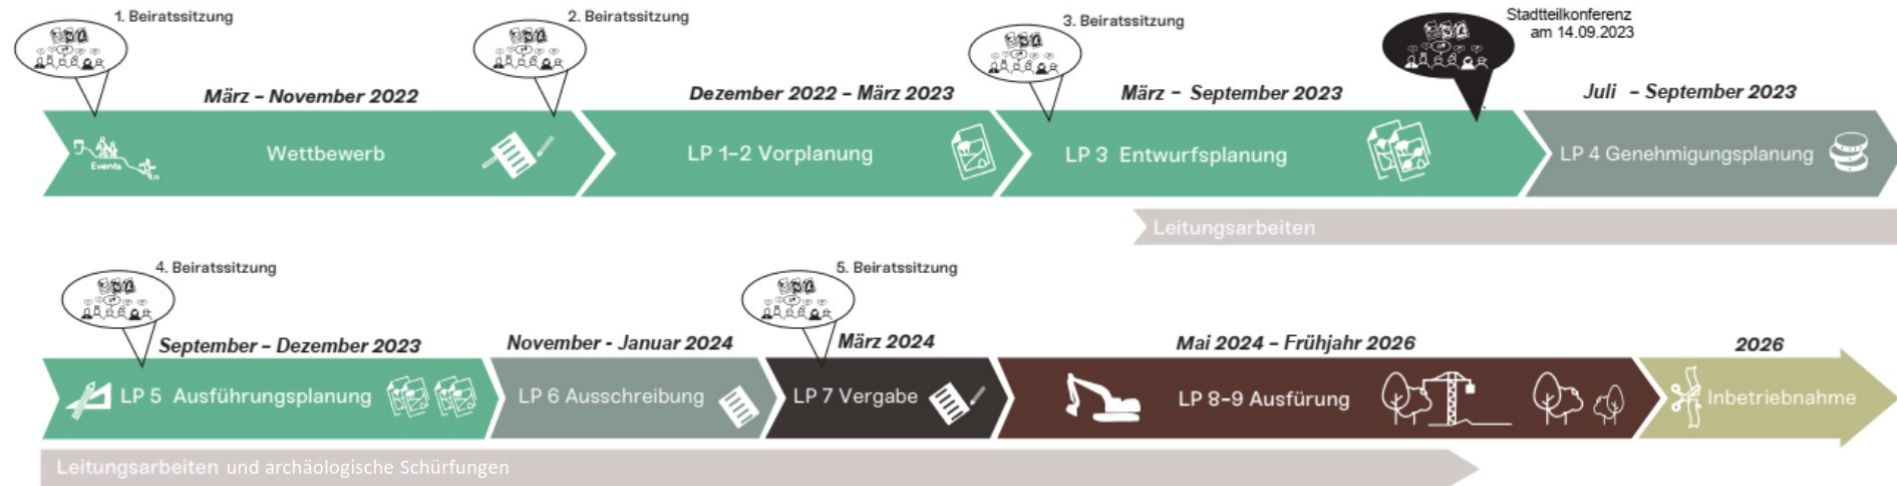 1. Beiratssitzung
2. Beiratssitzung
3. Beiratssitzung
Stadtteilkonferenz
am 14.09.2023
März – November 2022
Dezember 2022 – März 2023
März – September 2023
Juli – September 2023
Events
Wettbewerb
LP 1–2 Vorplanung
LP 3 Entwurfsplanung
LP 4 Genehmigungsplanung
Leitungsarbeiten
4. Beiratssitzung
5. Beiratssitzung
September – Dezember 2023
November - Januar 2024
März 2024
Mai 2024 – Frühjahr 2026
2026
LP 5 Ausführungsplanung
LP 6 Ausschreibung
LP 7 Vergabe
LP 8–9 Ausfürung
Inbetriebnahme
Leitungsarbeiten und archäologische Schürfungen